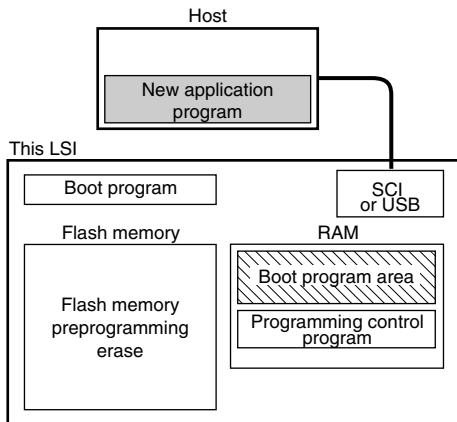 Host
New application
program
This LSI
Boot program
SCI
or USB
Flash memory
RAM
Flash memory
preprogramming
erase
Boot program area
Programming control
program